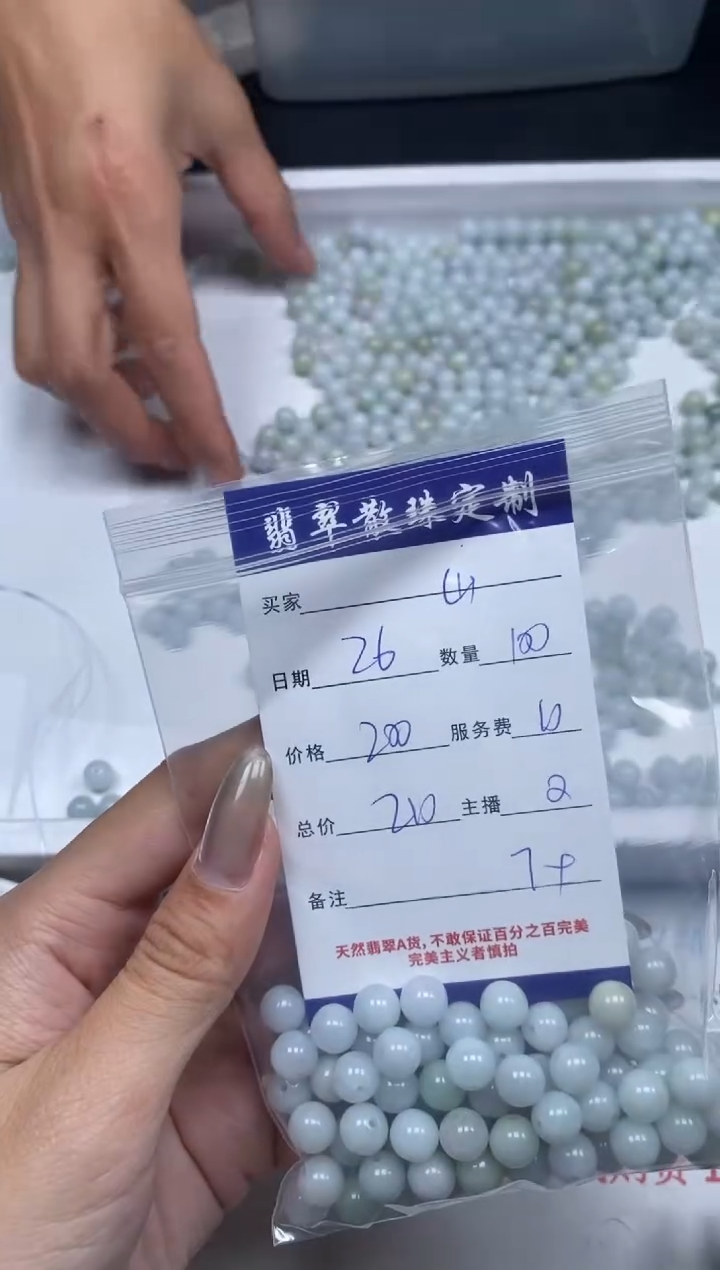 翡翠散珠定制
买家 山
日期 26 数量 100
价格 200 服务费 10
总价 210 主播 2
备注 7+
天然翡翠A货,不敢保证百分之百完美
完美主义者慎拍